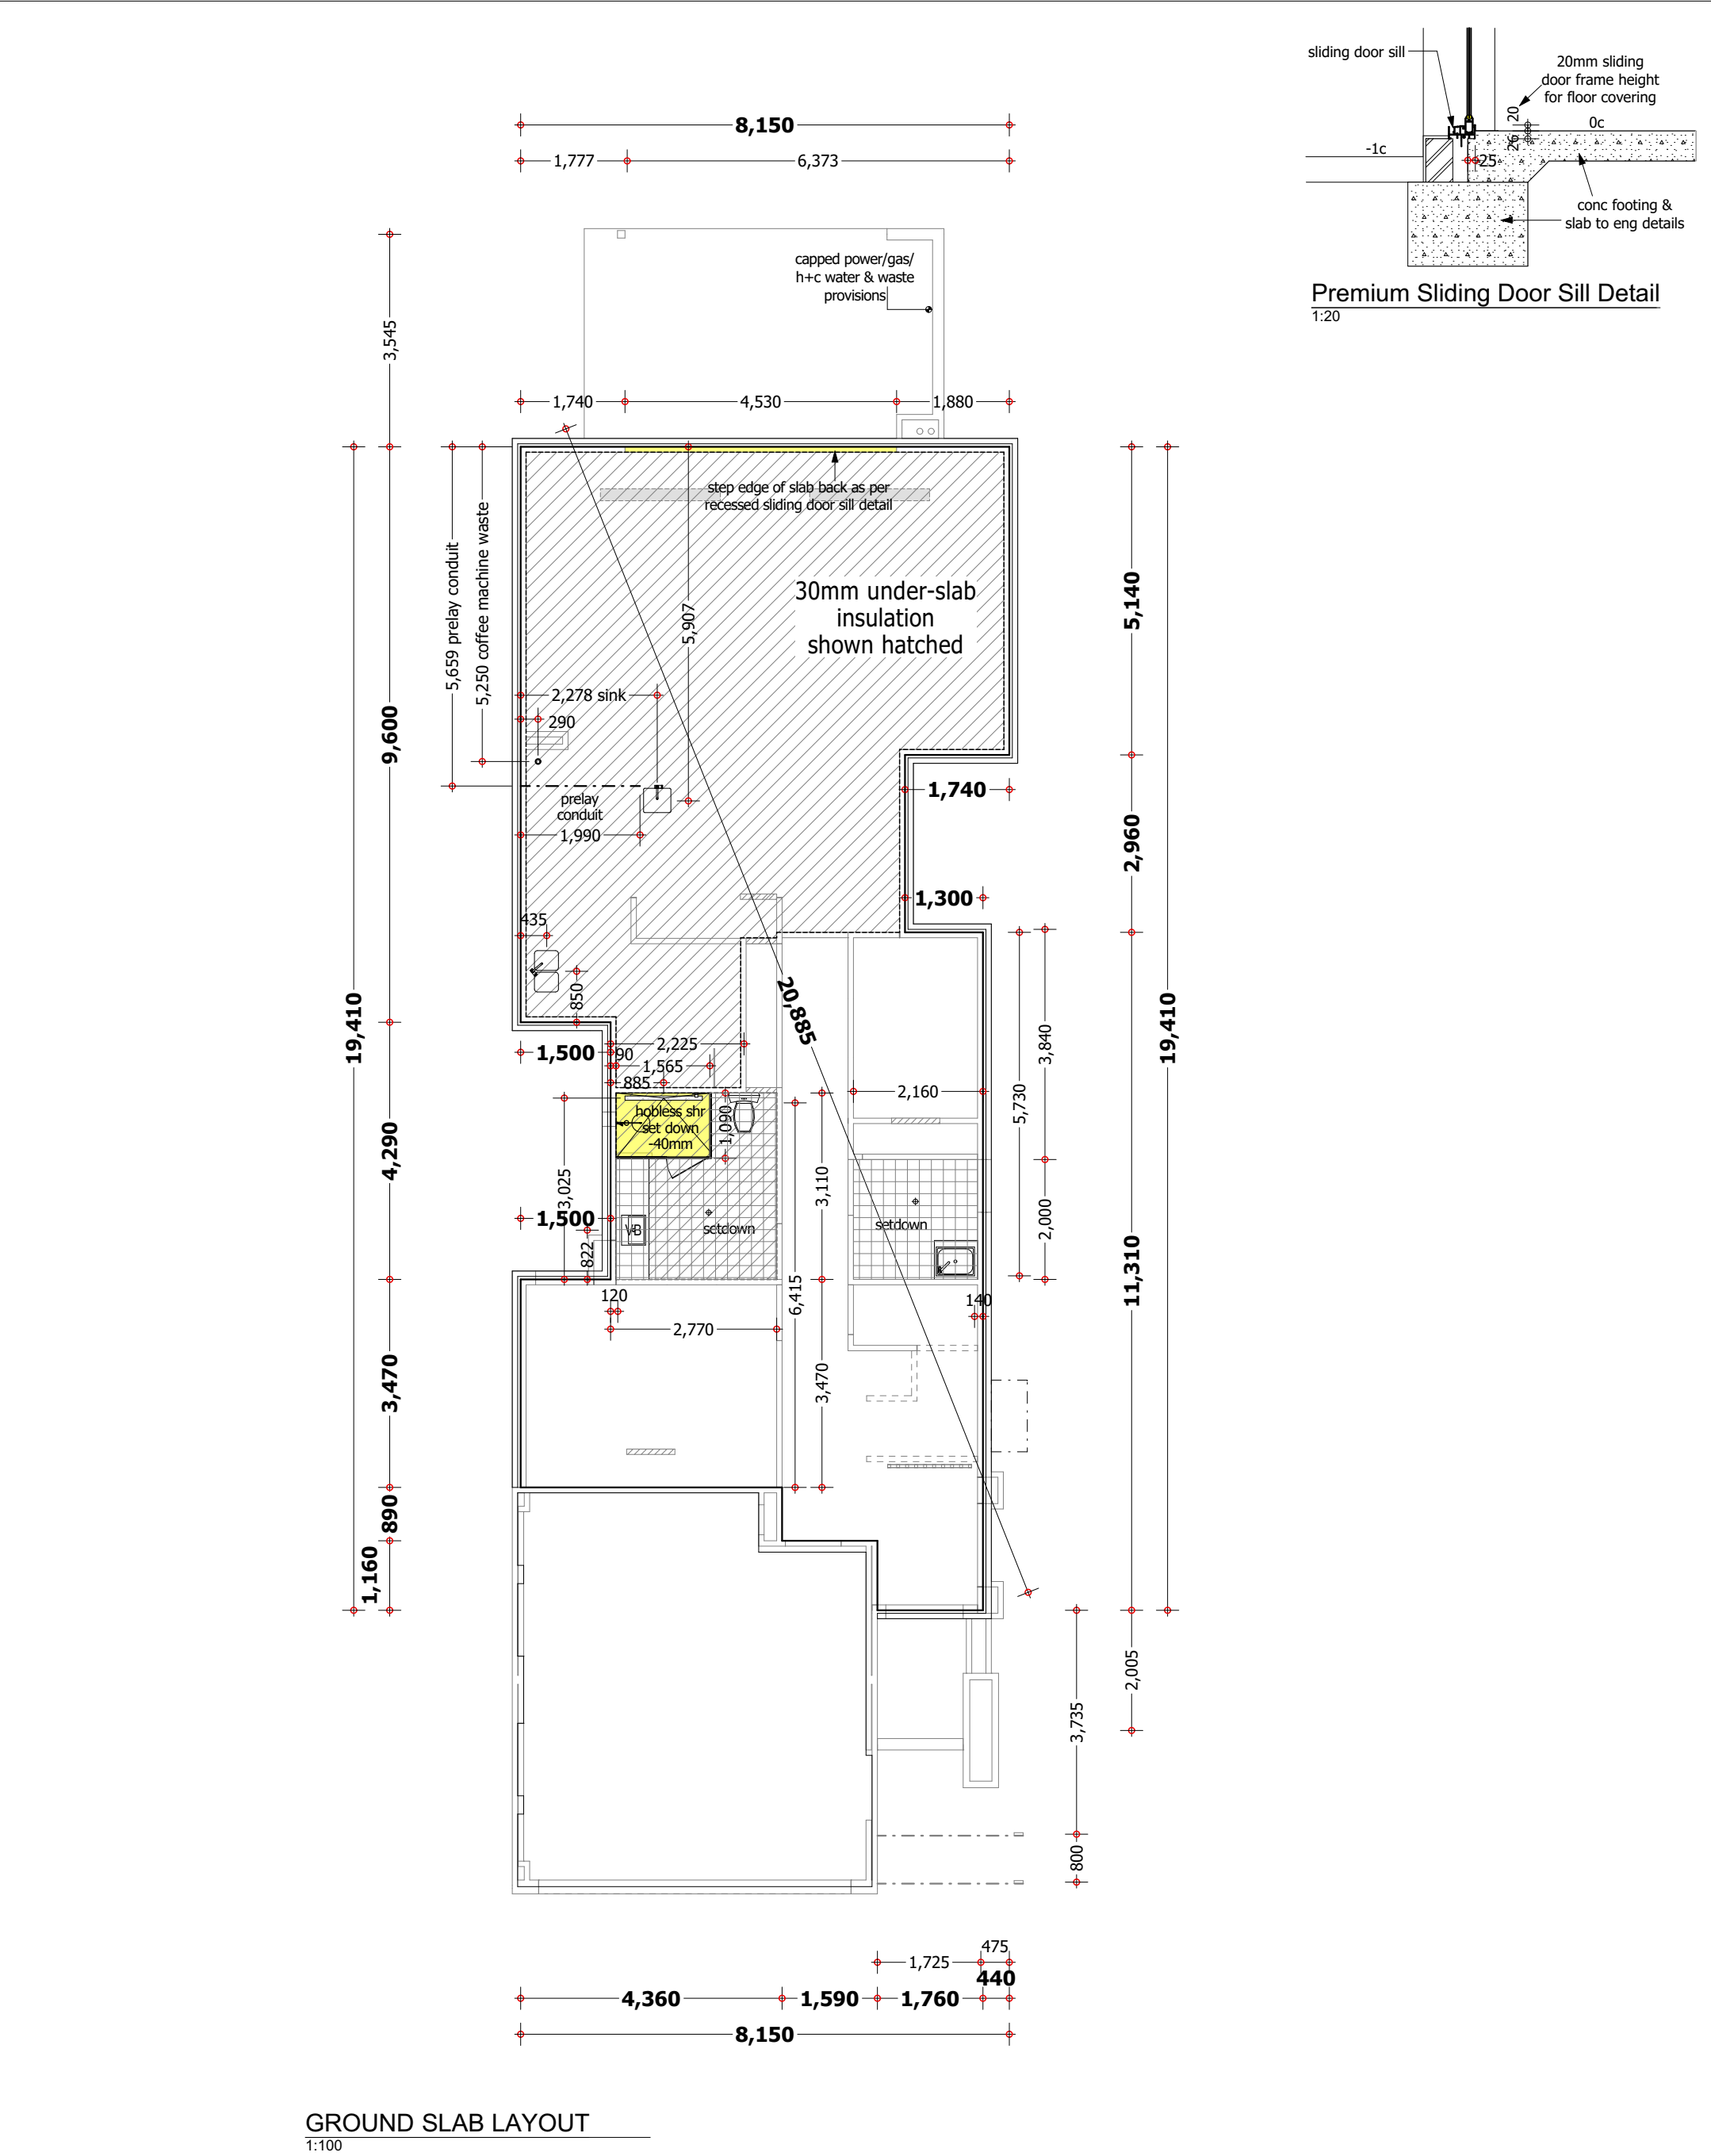 sliding door sill
20mm sliding
door frame height
for floor covering
20
26
0c
-1c
25
conc footing &
slab to eng details
Premium Sliding Door Sill Detail
1:20
8,150
1,777
6,373
3,545
capped power/gas/
h+c water & waste
provisions
1,740
4,530
1,880
step edge of slab back as per
recessed sliding door sill detail
5,659 prelay conduit
5,250 coffee machine waste
30mm under-slab
insulation
shown hatched
5,907
5,140
9,600
2,278 sink
290
prelay
conduit
1,990
1,740
2,960
1,300
435
850
20,885
19,410
19,410
3,840
1,500
90
2,225
1,565
885
2,160
5,730
hobless shr
set down
-40mm
1,090
4,290
3,025
3,110
1,500
VB
setdown
setdown
2,000
822
11,310
6,415
120
140
2,770
3,470
3,470
890
1,160
2,005
3,735
800
475
1,725
440
4,360
1,590
1,760
8,150
GROUND SLAB LAYOUT
1:100